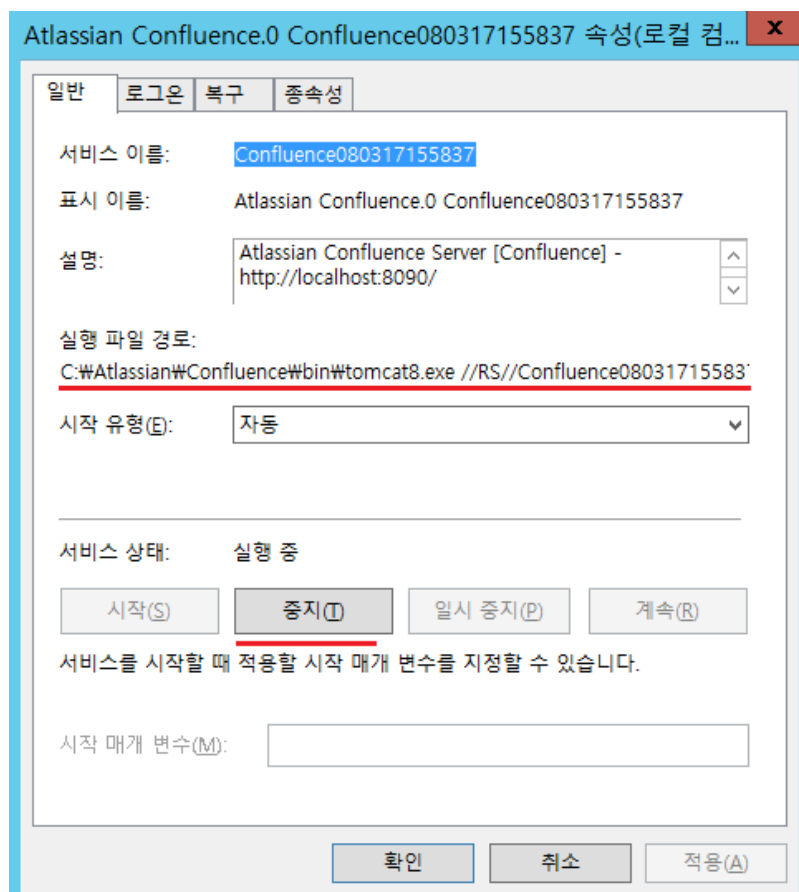 Atlassian Confluence.0 Confluence080317155837 속성(로컬 컴...
x
일반 로그온 복구 종속성
서비스 이름: Confluence080317155837
표시 이름: Atlassian Confluence.0 Confluence080317155837
설명: Atlassian Confluence Server [Confluence] -
http://localhost:8090/
실행 파일 경로:
C:₩Atlassian₩Confluence₩bin₩tomcat8.exe //RS//Confluence080317155837
시작 유형(E): 자동
서비스 상태: 실행 중
시작(S) 중지(T) 일시 중지(P) 계속(R)
서비스를 시작할 때 적용할 시작 매개 변수를 지정할 수 있습니다.
시작 매개 변수(M):
확인 취소 적용(A)